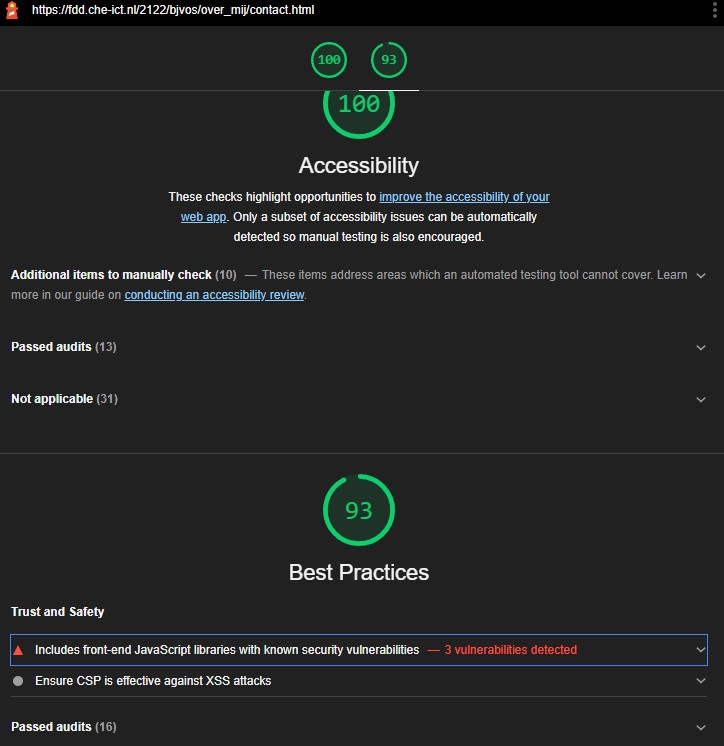 https://fdd.che-ict.nl/2122/bjvos/over_mij/contact.html
100 93
100
Accessibility
These checks highlight opportunities to improve the accessibility of your
web app. Only a subset of accessibility issues can be automatically
detected so manual testing is also encouraged.
Additional items to manually check (10) — These items address areas which an automated testing tool cannot cover. Learn
more in our guide on conducting an accessibility review.
Passed audits (13)
Not applicable (31)
93
Best Practices
Trust and Safety
Includes front-end JavaScript libraries with known security vulnerabilities — 3 vulnerabilities detected
Ensure CSP is effective against XSS attacks
Passed audits (16)